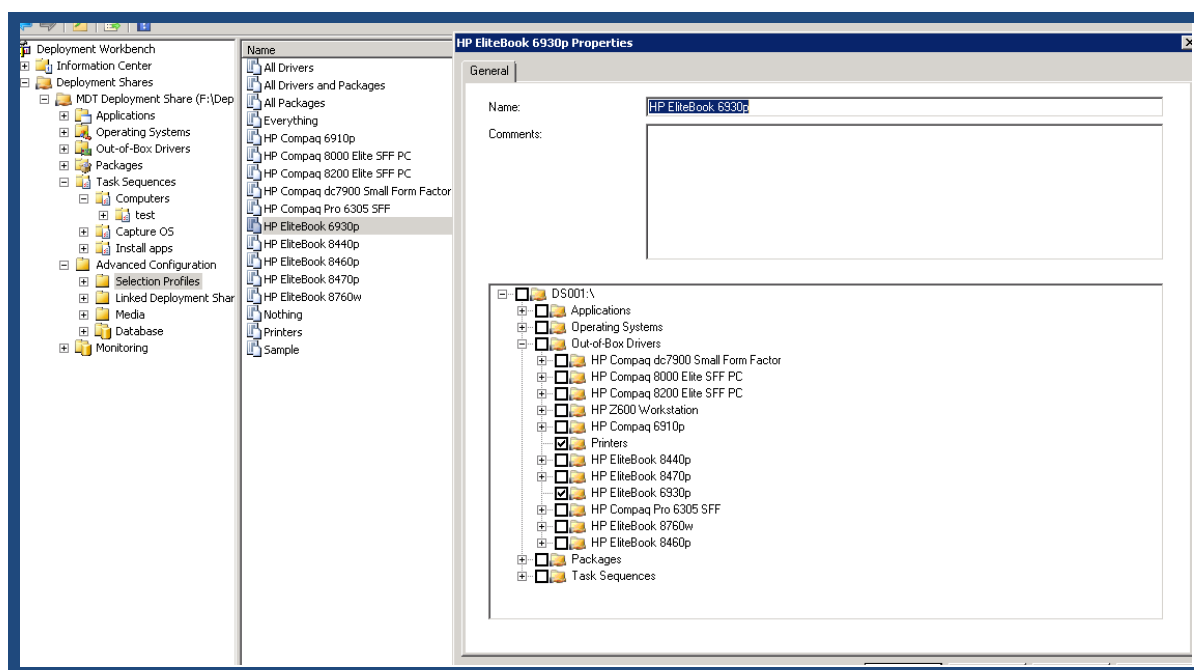 Deployment Workbench
Information Center
Deployment Shares
MDT Deployment Share (F:\Dep
Applications
Operating Systems
Out-of-Box Drivers
Packages
Task Sequences
Computers
test
Capture OS
Install apps
Advanced Configuration
Selection Profiles
Linked Deployment Shar
Media
Database
Monitoring
Name
All Drivers
All Drivers and Packages
All Packages
Everything
HP Compaq 6910p
HP Compaq 8000 Elite SFF PC
HP Compaq 8200 Elite SFF PC
HP Compaq dc7900 Small Form Factor
HP Compaq Pro 6305 SFF
HP EliteBook 6930p
HP EliteBook 8440p
HP EliteBook 8460p
HP EliteBook 8470p
HP EliteBook 8760w
Nothing
Printers
Sample
HP EliteBook 6930p Properties
General
Name:
HP EliteBook 6930p
Comments:
DS001:\
Applications
Operating Systems
Out-of-Box Drivers
HP Compaq dc7900 Small Form Factor
HP Compaq 8000 Elite SFF PC
HP Compaq 8200 Elite SFF PC
HP Z600 Workstation
HP Compaq 6910p
Printers
HP EliteBook 8440p
HP EliteBook 8470p
HP EliteBook 6930p
HP Compaq Pro 6305 SFF
HP EliteBook 8760w
HP EliteBook 8460p
Packages
Task Sequences